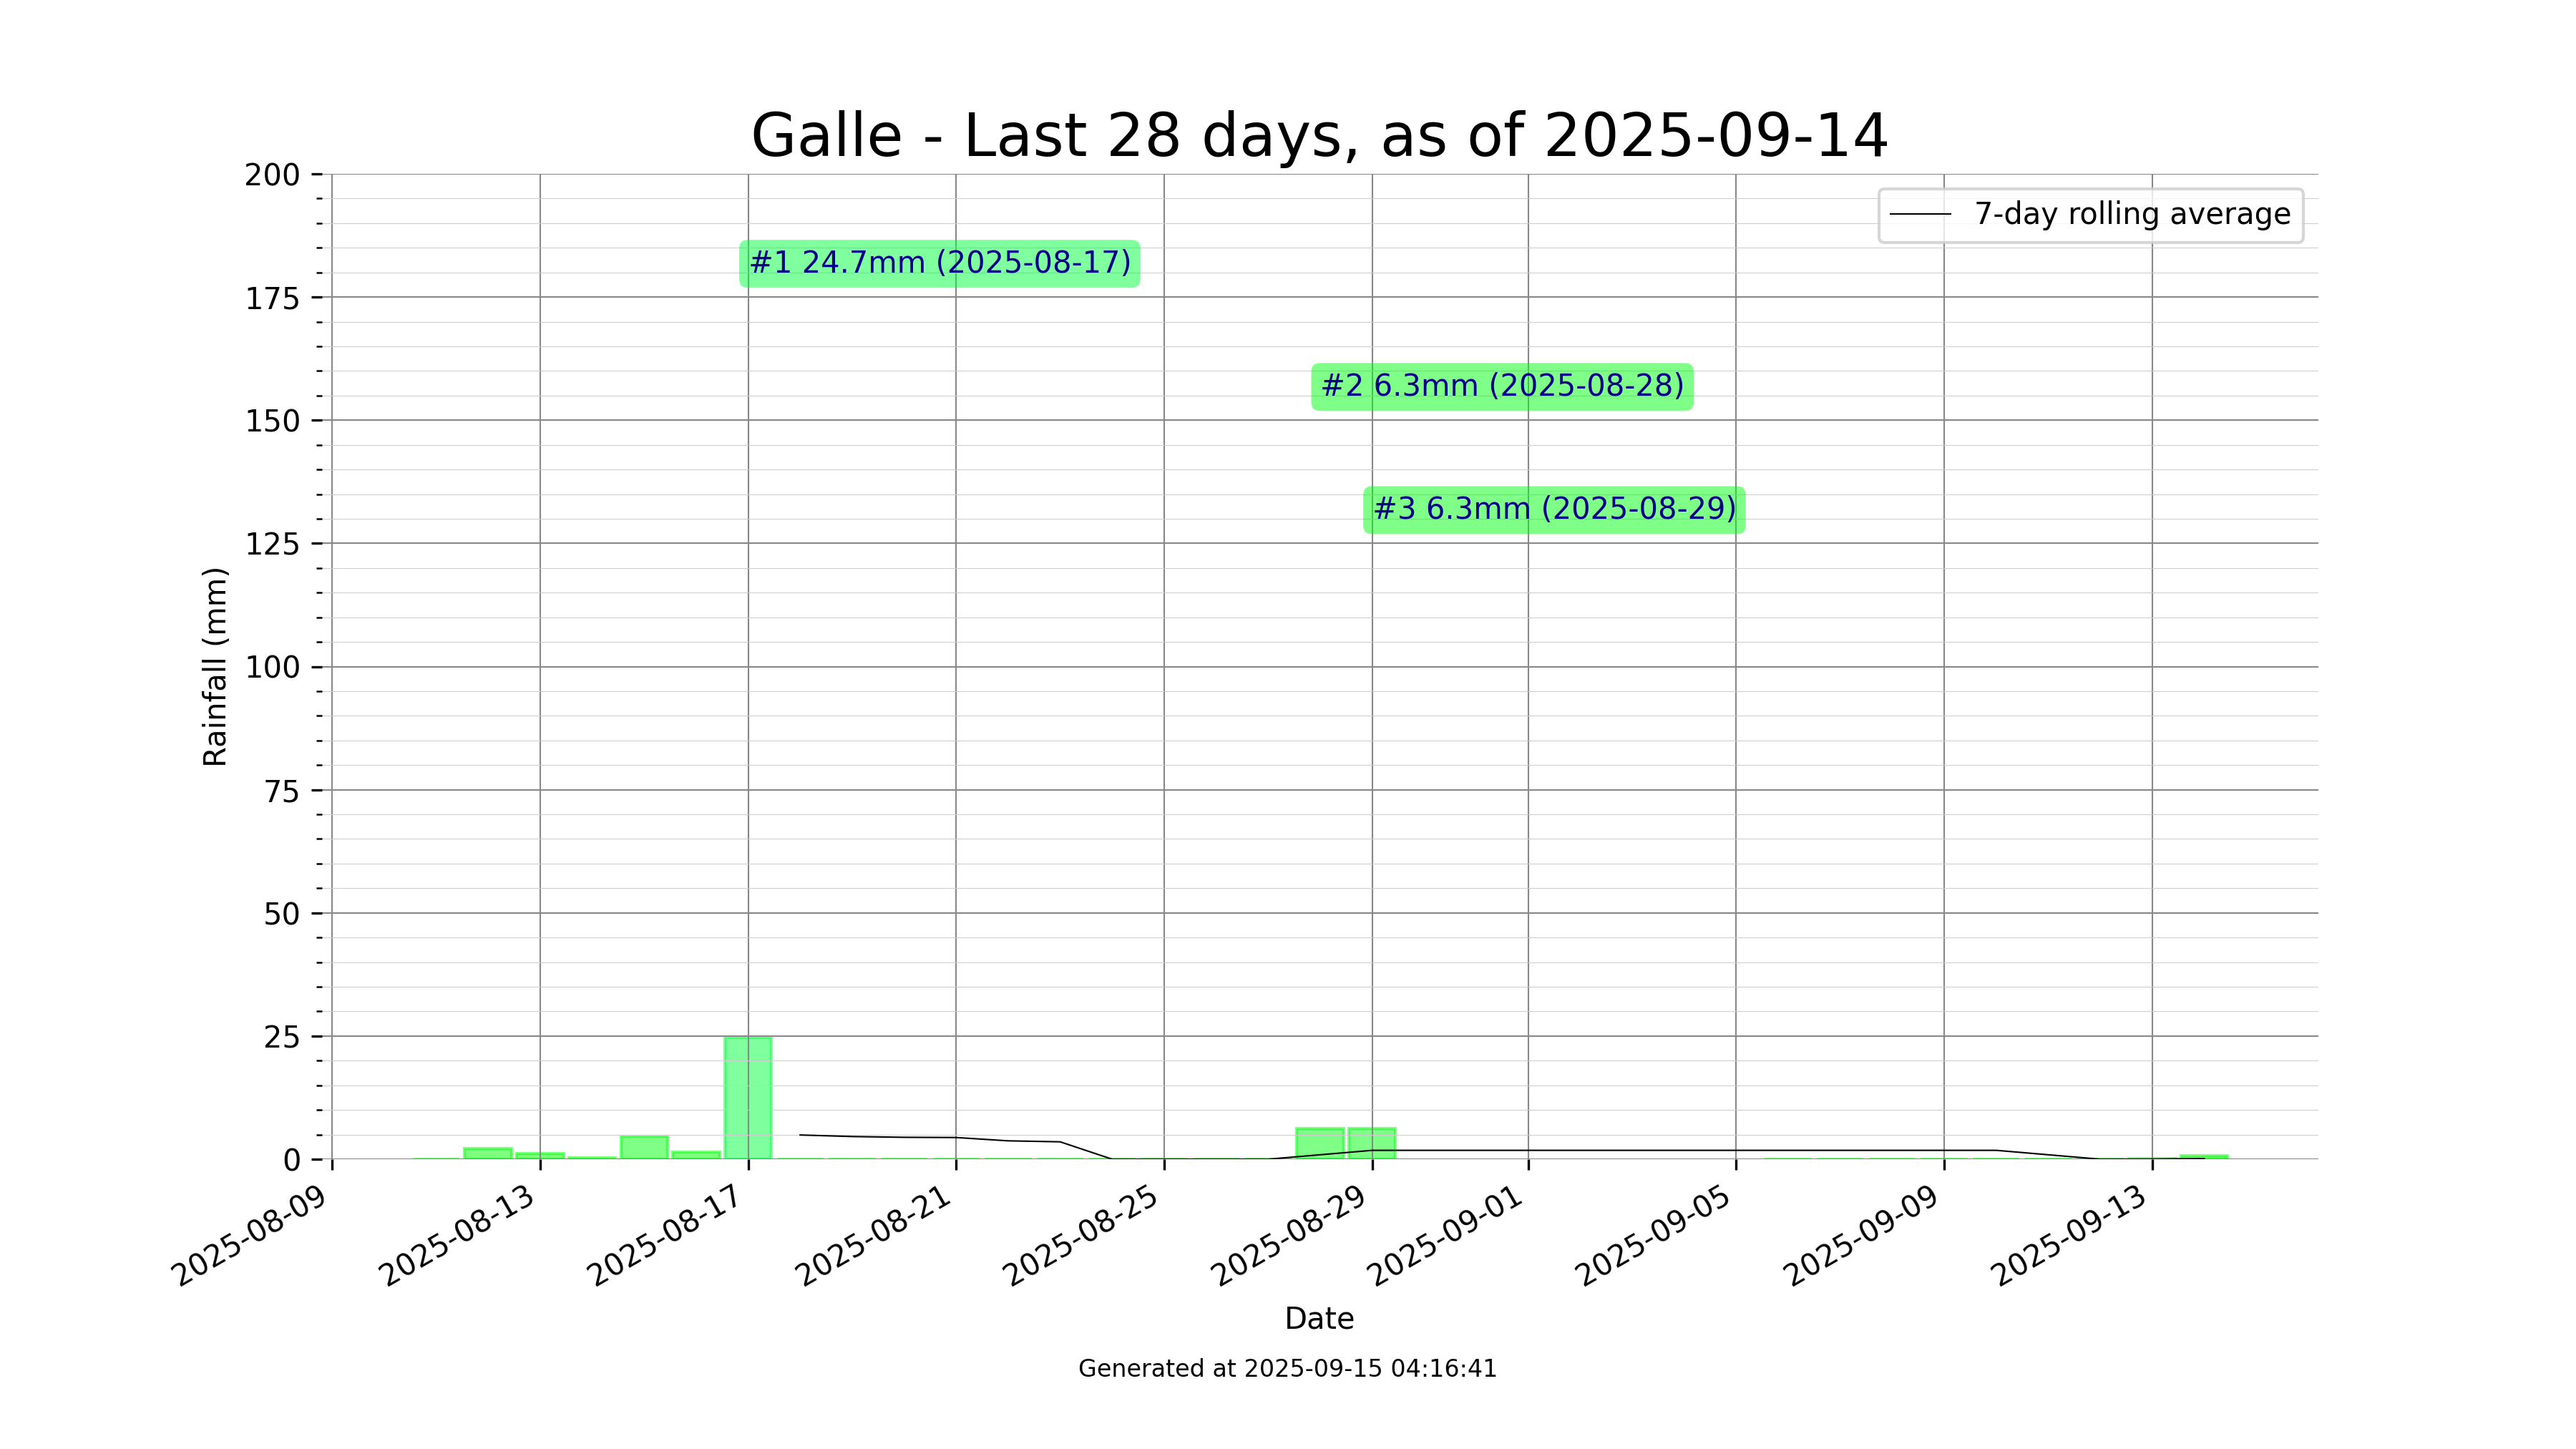 Galle - Last 28 days, as of 2025-09-14
7-day rolling average
#1 24.7mm (2025-08-17)
#2 6.3mm (2025-08-28)
#3 6.3mm (2025-08-29)
Rainfall (mm)
200
175
150
125
100
75
50
25
0
2025-08-09
2025-08-13
2025-08-17
2025-08-21
2025-08-25
2025-08-29
2025-09-01
2025-09-05
2025-09-09
2025-09-13
Date
Generated at 2025-09-15 04:16:41